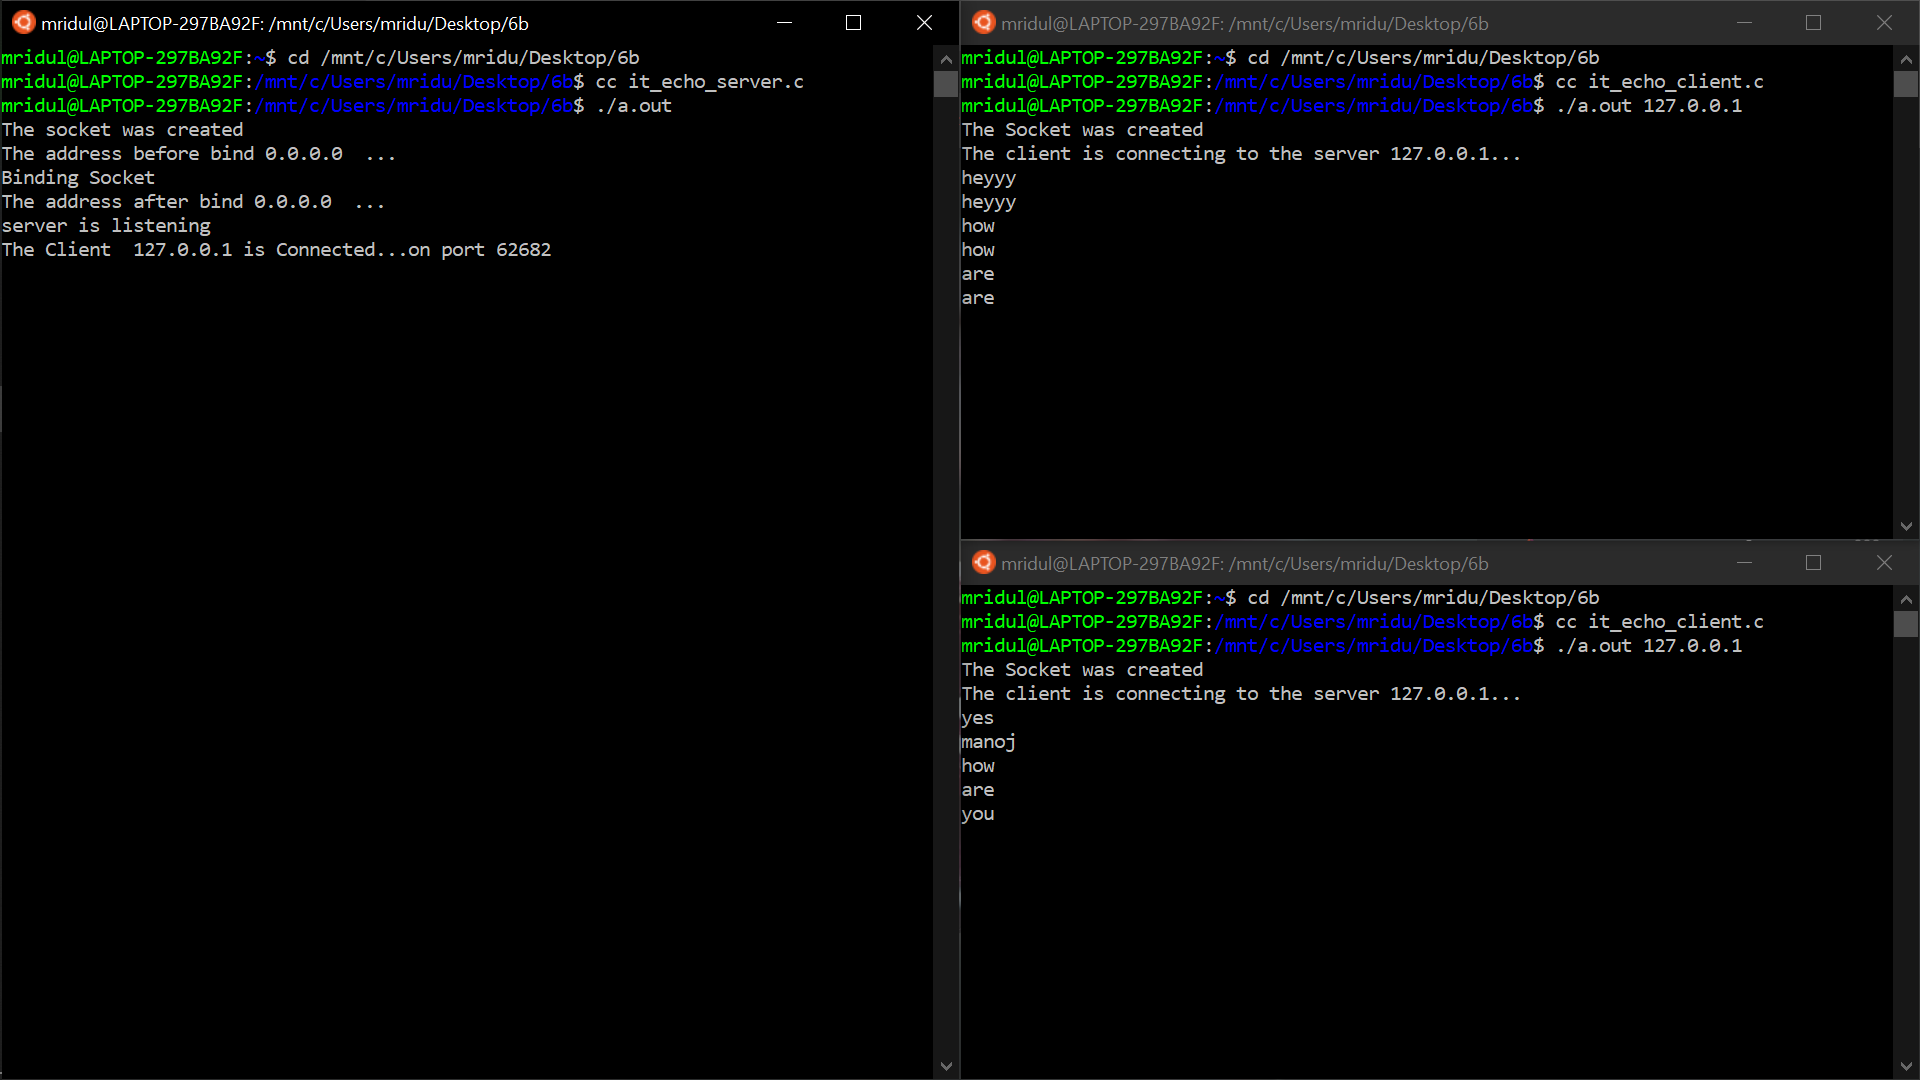 mridul@LAPTOP-297BA92F: /mnt/c/Users/mridu/Desktop/6b
mridul@LAPTOP-297BA92F:~$ cd /mnt/c/Users/mridu/Desktop/6b
mridul@LAPTOP-297BA92F:/mnt/c/Users/mridu/Desktop/6b$ cc it_echo_server.c
mridul@LAPTOP-297BA92F:/mnt/c/Users/mridu/Desktop/6b$ ./a.out
The socket was created
The address before bind 0.0.0.0  ...
Binding Socket
The address after bind 0.0.0.0  ...
server is listening
The Client  127.0.0.1 is Connected...on port 62682
mridul@LAPTOP-297BA92F: /mnt/c/Users/mridu/Desktop/6b
mridul@LAPTOP-297BA92F:~$ cd /mnt/c/Users/mridu/Desktop/6b
mridul@LAPTOP-297BA92F:/mnt/c/Users/mridu/Desktop/6b$ cc it_echo_client.c
mridul@LAPTOP-297BA92F:/mnt/c/Users/mridu/Desktop/6b$ ./a.out 127.0.0.1
The Socket was created
The client is connecting to the server 127.0.0.1...
heyyy
heyyy
how
how
are
are
mridul@LAPTOP-297BA92F: /mnt/c/Users/mridu/Desktop/6b
mridul@LAPTOP-297BA92F:~$ cd /mnt/c/Users/mridu/Desktop/6b
mridul@LAPTOP-297BA92F:/mnt/c/Users/mridu/Desktop/6b$ cc it_echo_client.c
mridul@LAPTOP-297BA92F:/mnt/c/Users/mridu/Desktop/6b$ ./a.out 127.0.0.1
The Socket was created
The client is connecting to the server 127.0.0.1...
yes
manoj
how
are
you